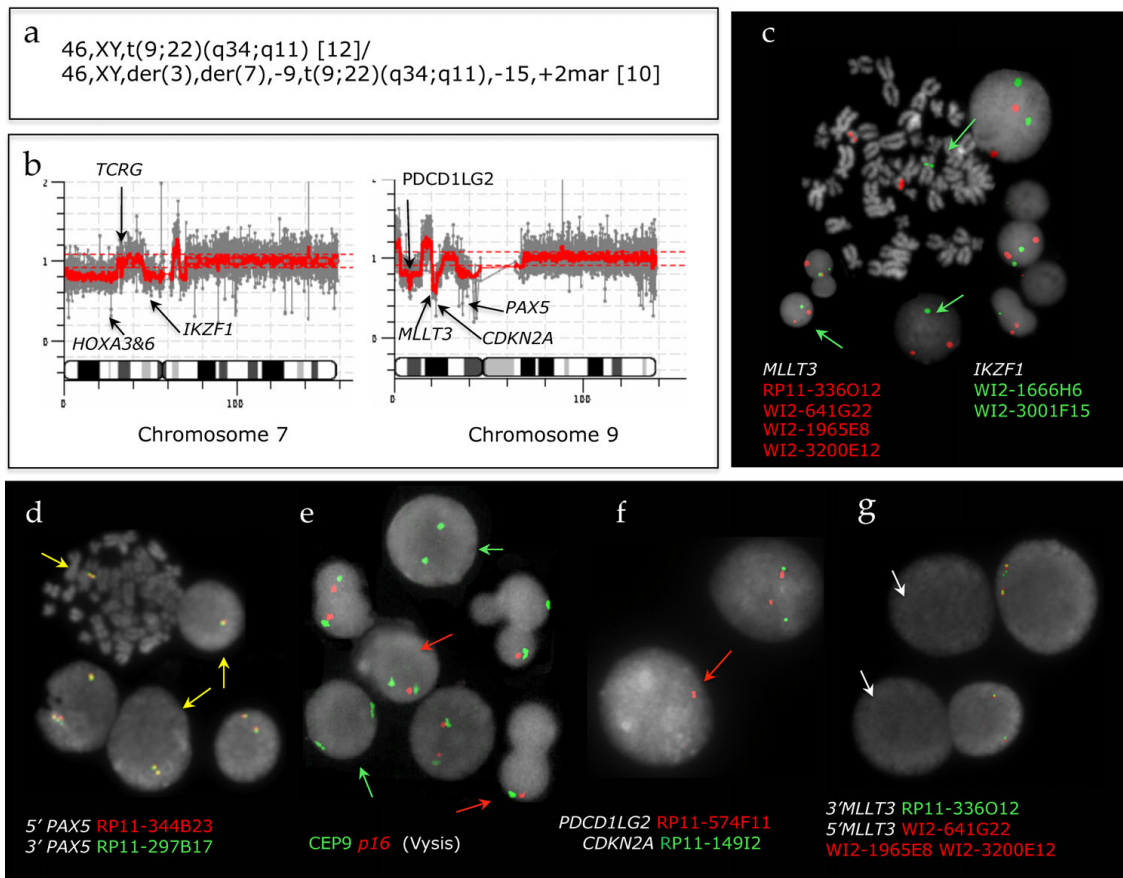 a
46,XY,t(9;22)(q34;q11) [12]/
46,XY,der(3),der(7),-9,t(9;22)(q34;q11),-15,+2mar [10]
b
TCRG
HOXA3&6
IKZF1
0
100
Chromosome 7
PDCD1LG2
MLLT3
CDKN2A
PAX5
0
100
Chromosome 9
c
MLLT3
RP11-336O12
WI2-641G22
WI2-1965E8
WI2-3200E12
IKZF1
WI2-1666H6
WI2-3001F15
d
5' PAX5 RP11-344B23
3' PAX5 RP11-297B17
e
CEP9 p16 (Vysis)
f
PDCD1LG2 RP11-574F11
CDKN2A RP11-149I2
g
3'MLLT3 RP11-336O12
5'MLLT3 WI2-641G22
WI2-1965E8 WI2-3200E12